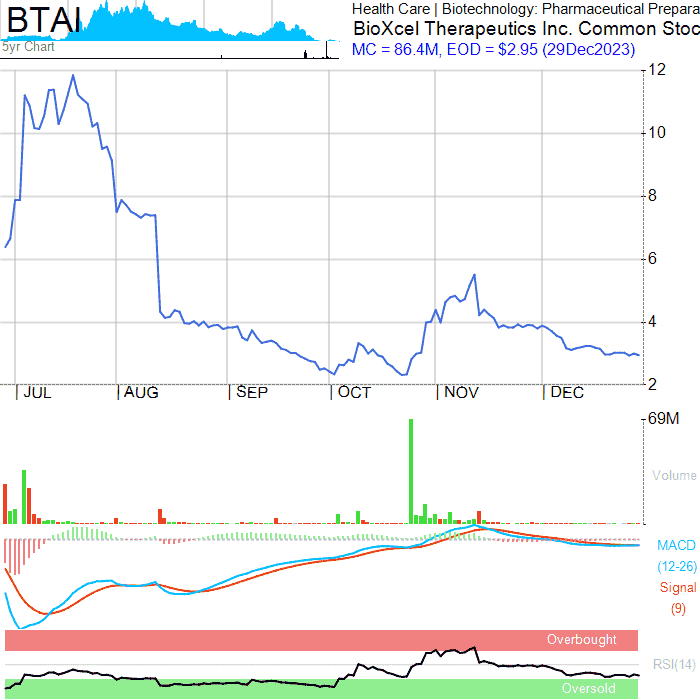 BTAI
5yr Chart
Health Care | Biotechnology: Pharmaceutical Prepara
BioXcel Therapeutics Inc. Common Stoc
MC = 86.4M, EOD = $2.95 (29Dec2023)
12
10
8
6
4
2
JUL AUG SEP OCT NOV DEC
69M
Volume
MACD
(12-26)
Signal
(9)
Overbought
RSI(14)
Oversold